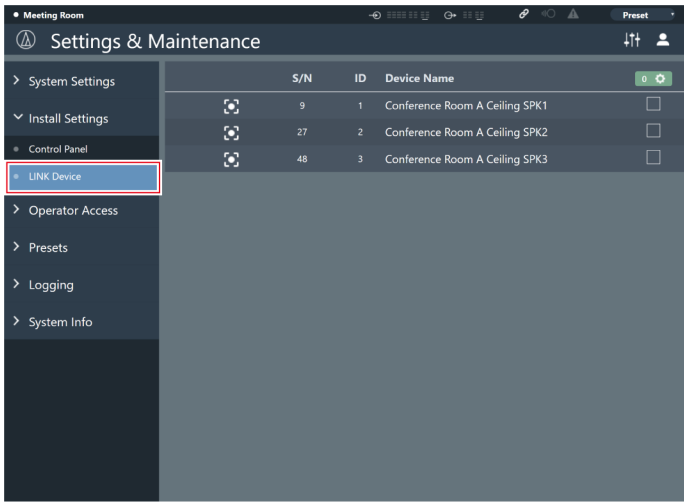 Meeting Room
Preset
Settings & Maintenance
System Settings
Install Settings
Control Panel
LINK Device
Operator Access
Presets
Logging
System Info
S/N ID Device Name 0
9 1 Conference Room A Ceiling SPK1
27 2 Conference Room A Ceiling SPK2
48 3 Conference Room A Ceiling SPK3